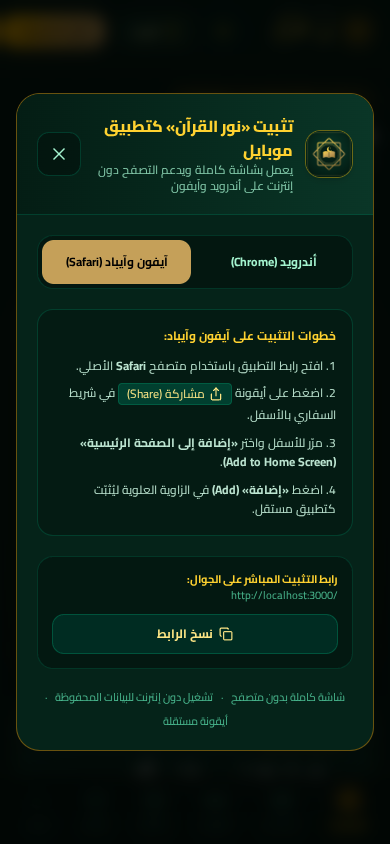 تثبيت «نور القرآن» كتطبيق
موبايل
يعمل بشاشة كاملة ويدعم التصفح دون
إنترنت على أندرويد وآيفون
أندرويد (Chrome)
آيفون وآيباد (Safari)
خطوات التثبيت على آيفون وآيباد:
1. افتح رابط التطبيق باستخدام متصفح Safari الأصلي.
2. اضغط على أيقونة مشاركة (Share) في شريط
السفاري بالأسفل.
3. مرّر للأسفل واختر «إضافة إلى الصفحة الرئيسية»
(Add to Home Screen).
4. اضغط «إضافة» (Add) في الزاوية العلوية ليُثبّت
كتطبيق مستقل.
رابط التثبيت المباشر على الجوال:
http://localhost:3000/
نسخ الرابط
شاشة كاملة بدون متصفح · تشغيل دون إنترنت للبيانات المحفوظة ·
أيقونة مستقلة